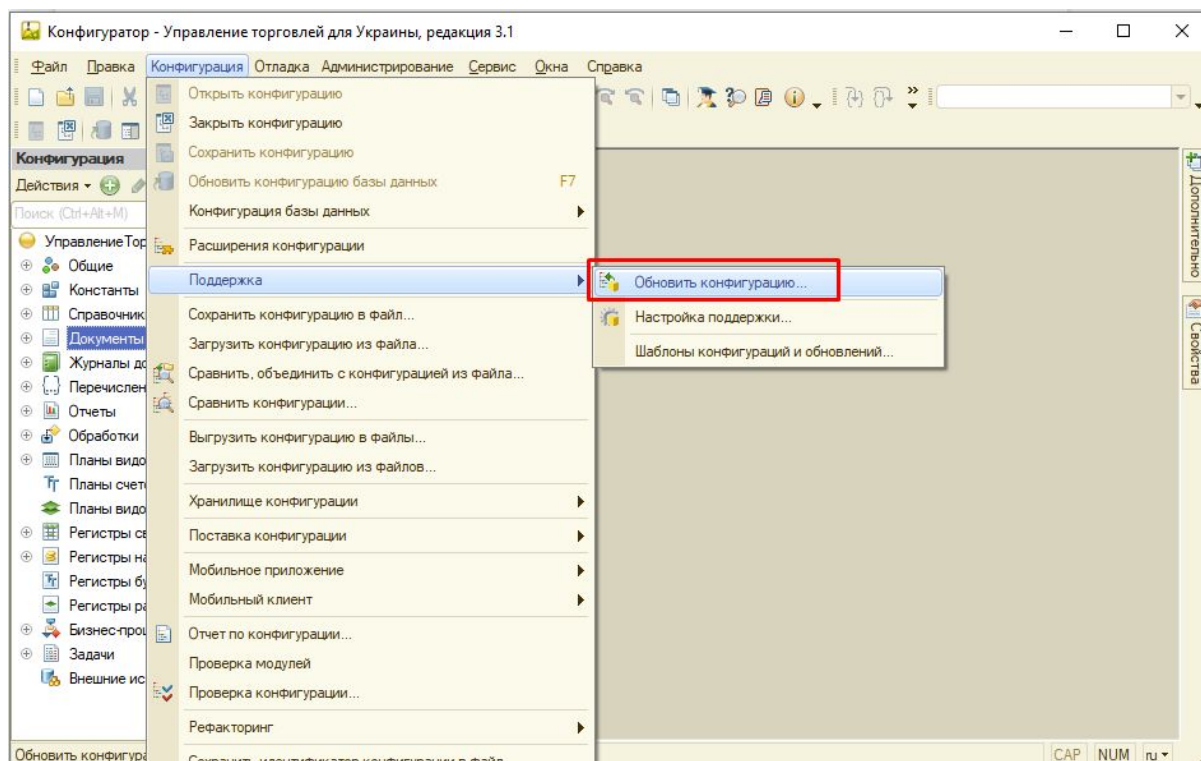 Конфигуратор - Управление торговлей для Украины, редакция 3.1
Файл Правка Конфигурация Отладка Администрирование Сервис Окна Справка
Конфигурация
Действия
Поиск (Ctrl+Alt+M)
УправлениеТор
Общие
Константы
Справочник
Документы
Журналы до
Перечислен
Отчеты
Обработки
Планы видо
Планы счет
Планы видо
Регистры св
Регистры на
Регистры бу
Регистры ра
Бизнес-про
Задачи
Внешние ис
Открыть конфигурацию
Закрыть конфигурацию
Сохранить конфигурацию
Обновить конфигурацию базы данных F7
Конфигурация базы данных
Расширения конфигурации
Поддержка
Сохранить конфигурацию в файл...
Загрузить конфигурацию из файла...
Сравнить, объединить с конфигурацией из файла...
Сравнить конфигурации...
Выгрузить конфигурацию в файлы...
Загрузить конфигурацию из файлов...
Хранилище конфигурации
Поставка конфигурации
Мобильное приложение
Мобильный клиент
Отчет по конфигурации...
Проверка модулей
Проверка конфигурации...
Рефакторинг
Сохранить идентификатор конфигурации в файл
Обновить конфигурацию...
Настройка поддержки...
Шаблоны конфигураций и обновлений...
Дополнительно
Свойства
Обновить конфигура
CAP NUM ru